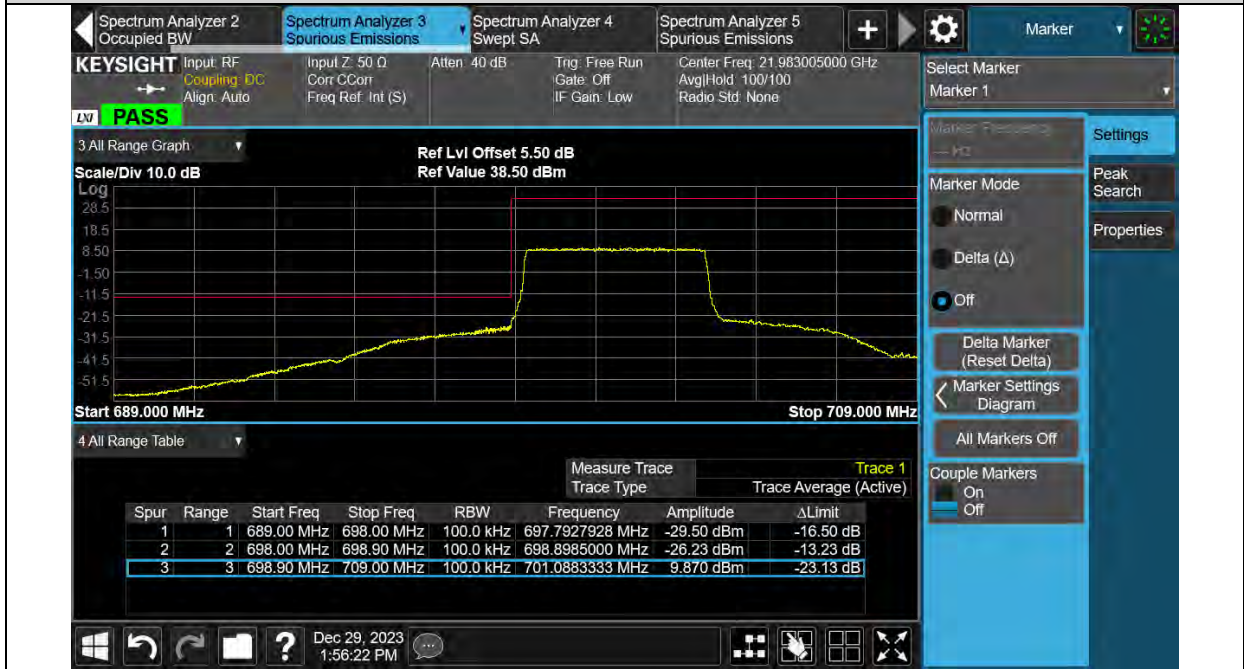 Spectrum Analyzer 2
Occupied BW
Spectrum Analyzer 3
Spurious Emissions
Spectrum Analyzer 4
Swept SA
Spectrum Analyzer 5
Spurious Emissions
+
Marker
KEYSIGHT
Input: RF
Coupling: DC
Align: Auto
Input Z: 50 Ω
Corr CCorr
Freq Ref: Int (S)
Atten: 40 dB
Trig: Free Run
Gate: Off
IF Gain: Low
Center Freq: 21.983005000 GHz
Avg|Hold: 100/100
Radio Std: None
LXI
PASS
Select Marker
Marker 1
3 All Range Graph
Scale/Div 10.0 dB
Ref Lvl Offset 5.50 dB
Ref Value 38.50 dBm
Log
28.5
18.5
8.50
-1.50
-11.5
-21.5
-31.5
-41.5
-51.5
Start 689.000 MHz
Stop 709.000 MHz
Marker Frequency
--- Hz
Marker Mode
Normal
Delta (Δ)
Off
Delta Marker
(Reset Delta)
Marker Settings
Diagram
All Markers Off
Couple Markers
On
Off
Settings
Peak
Search
Properties
4 All Range Table
Measure Trace Trace 1
Trace Type Trace Average (Active)
Spur Range Start Freq Stop Freq RBW Frequency Amplitude ΔLimit
1 1 689.00 MHz 698.00 MHz 100.0 kHz 697.7927928 MHz -29.50 dBm -16.50 dB
2 2 698.00 MHz 698.90 MHz 100.0 kHz 698.8985000 MHz -26.23 dBm -13.23 dB
3 3 698.90 MHz 709.00 MHz 100.0 kHz 701.0883333 MHz 9.870 dBm -23.13 dB
?
Dec 29, 2023
1:56:22 PM